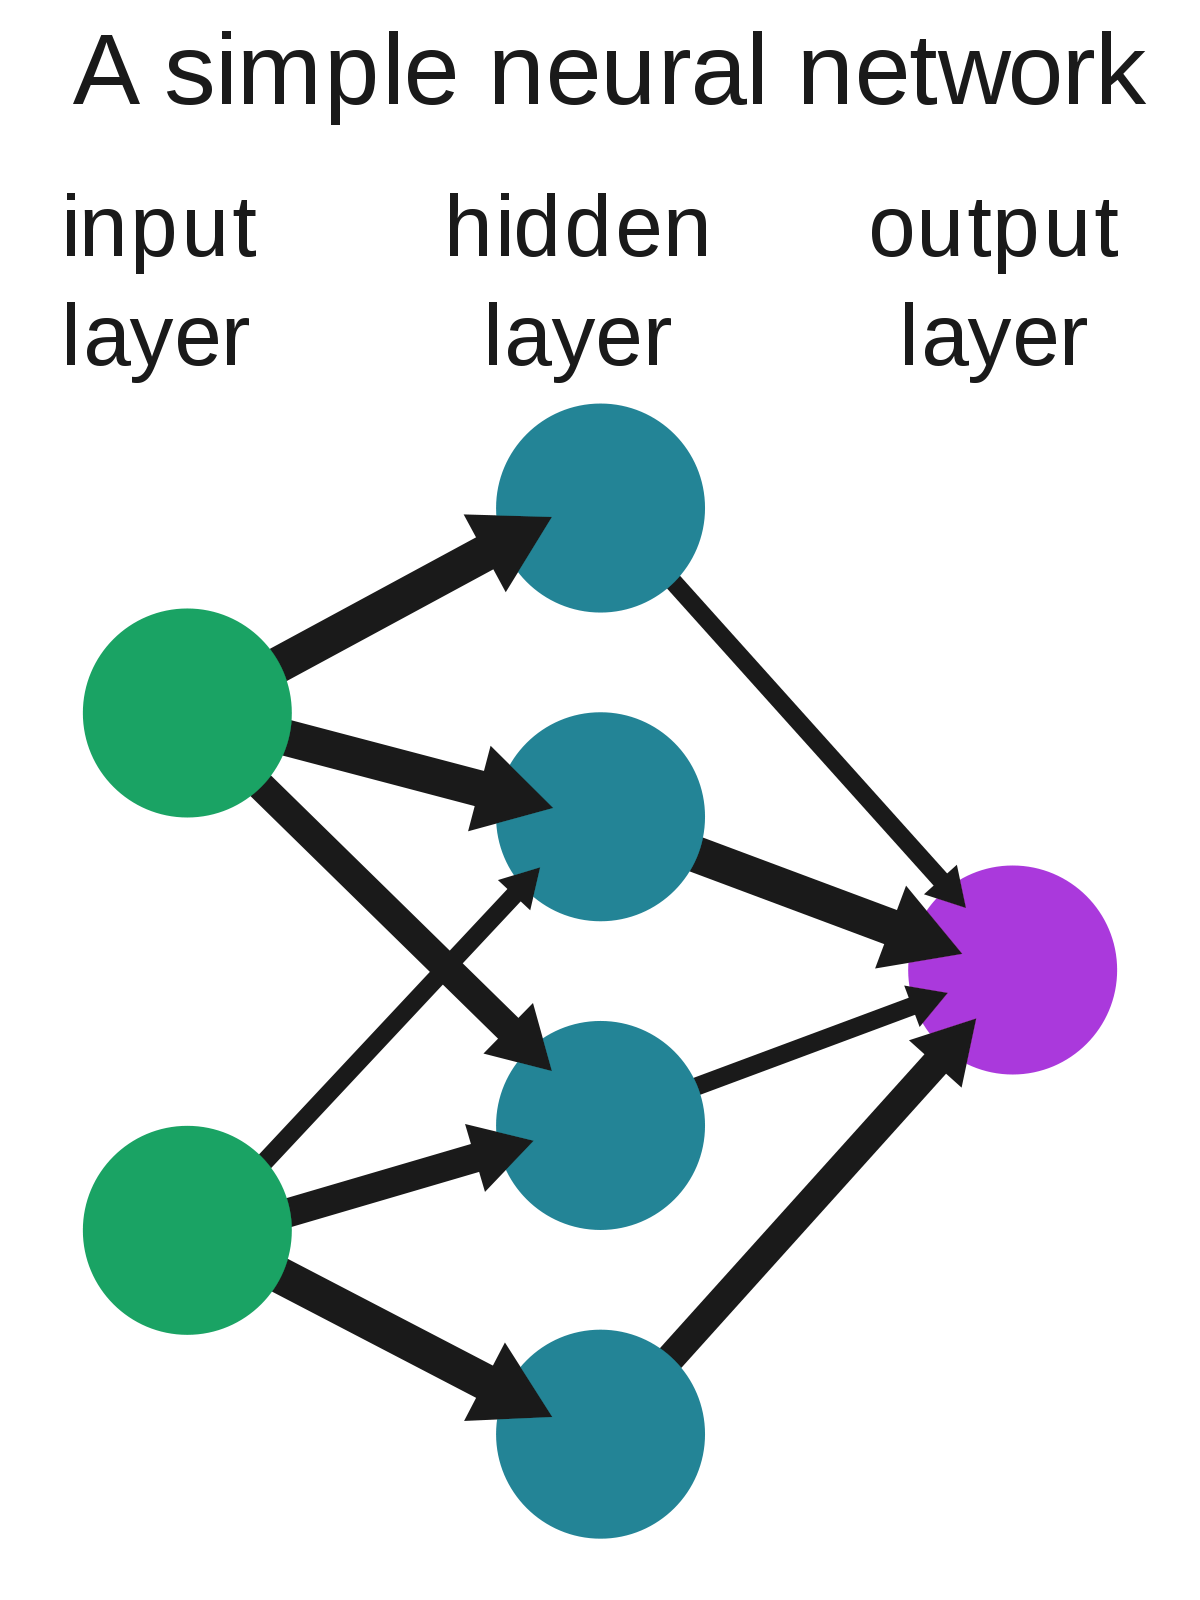 A simple neural network
input
layer
hidden
layer
output
layer